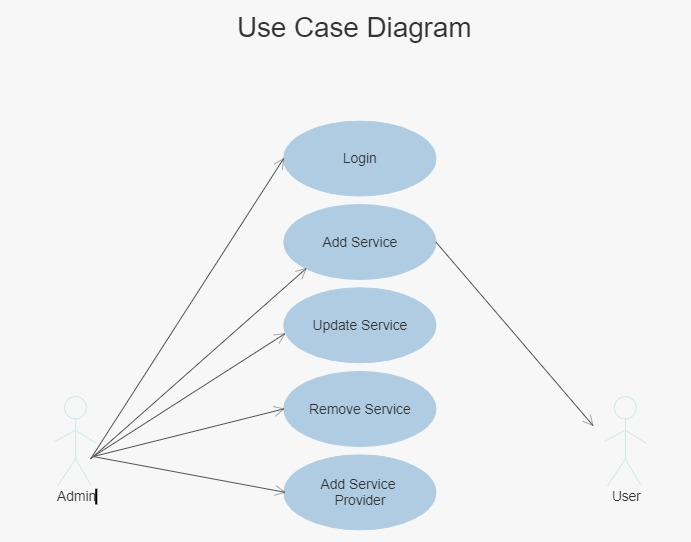 Use Case Diagram
Login
Add Service
Update Service
Remove Service
Add Service
Provider
Admin
User